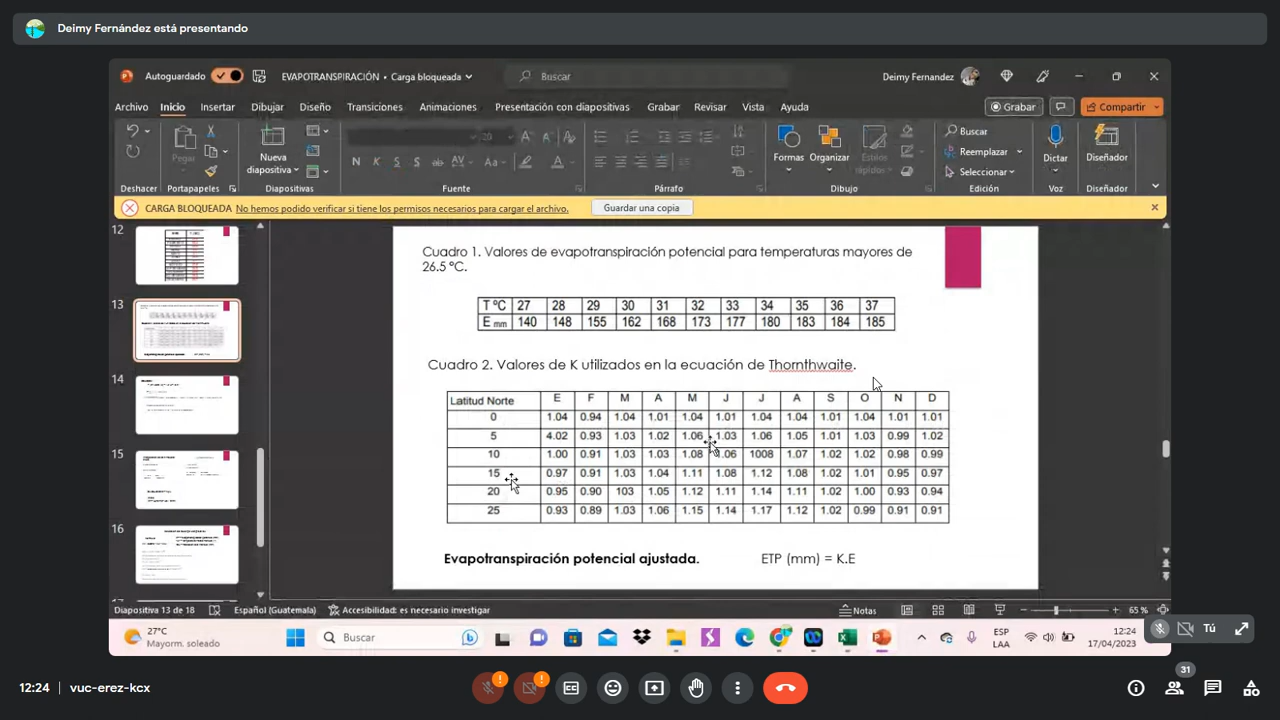 Deimy Fernández está presentando
Autoguardado
EVAPOTRANSPIRACIÓN • Carga bloqueada
Buscar
Deimy Fernandez
Archivo Inicio Insertar Dibujar Diseño Transiciones Animaciones Presentación con diapositivas Grabar Revisar Vista Ayuda
Grabar
Compartir
Pegar
Nueva
diapositiva
N K S S ab AV Aa A
Formas
Organizar
Estilos
rápidos
Buscar
Reemplazar
Seleccionar
Dictar
Diseñador
Deshacer Portapapeles Diapositivas Fuente Párrafo Dibujo Edición Voz Diseñador
CARGA BLOQUEADA No hemos podido verificar si tiene los permisos necesarios para cargar el archivo. Guardar una copia
12
13
14
15
16
Cuadro 1. Valores de evapotranspiración potencial para temperaturas mayores de
26.5 °C.
T ºC 27 28 29 30 31 32 33 34 35 36 37
E mm 140 148 155 162 168 173 177 180 183 184 185
Cuadro 2. Valores de K utilizados en la ecuación de Thornthwaite.
Latitud Norte E F M A M J J A S O N D
0 1.04 0.94 1.04 1.01 1.04 1.01 1.04 1.04 1.01 1.04 1.01 1.01
5 4.02 0.93 1.03 1.02 1.06 1.03 1.06 1.05 1.01 1.03 0.99 1.02
10 1.00 0.91 1.03 1.03 1.08 1.06 1008 1.07 1.02 1.02 0.98 0.99
15 0.97 0.91 1.03 1.04 1.11 1.08 1.12 1.08 1.02 1.01 0.95 0.97
20 0.95 0.90 103 1.05 1.12 1.11 1.14 1.11 1.02 1.00 0.93 0.94
25 0.93 0.89 1.03 1.06 1.15 1.14 1.17 1.12 1.02 0.99 0.91 0.91
Evapotranspiración potencial ajustada. ETP (mm) = K.E
Diapositiva 13 de 18 Español (Guatemala) Accesibilidad: es necesario investigar Notas 65 %
27°C
Mayorm. soleado
Buscar
ESP
LAA
12:24
17/04/2023
Tú
12:24 vuc-erez-kcx
31